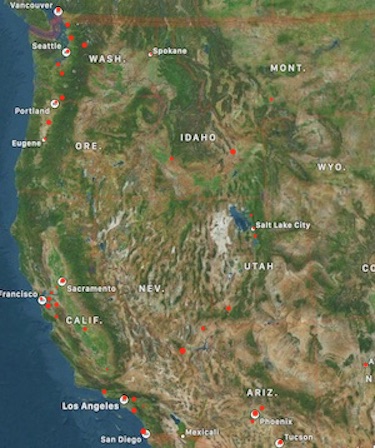 Vancouver
Seattle
WASH.
Spokane
MONT.
Portland
Eugene
ORE.
IDAHO
WYO.
Salt Lake City
UTAH
CO
Sacramento
NEV.
Francisco
CALIF.
A
N
Los Angeles
ARIZ.
Phoenix
San Diego
Mexicali
Tucson